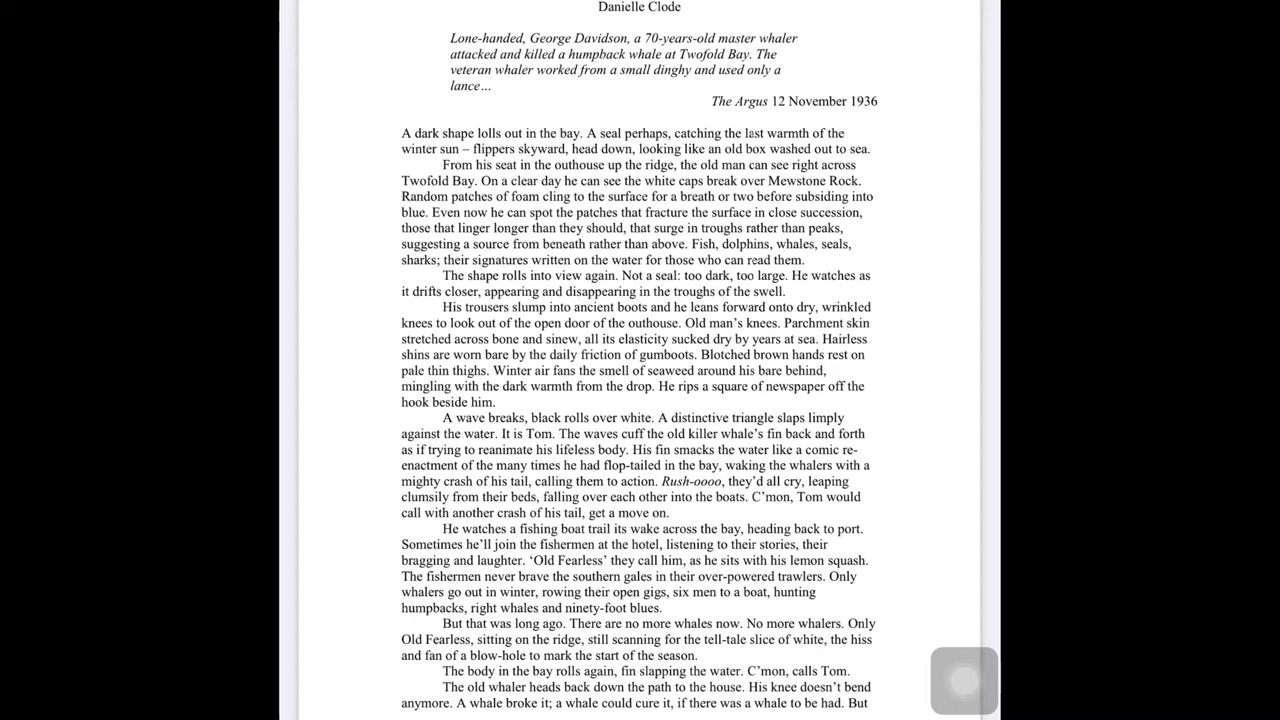 Danielle Clode
Lone-handed, George Davidson, a 70-years-old master whaler
attacked and killed a humpback whale at Twofold Bay. The
veteran whaler worked from a small dinghy and used only a
lance…
The Argus 12 November 1936
A dark shape lolls out in the bay. A seal perhaps, catching the last warmth of the
winter sun – flippers skyward, head down, looking like an old box washed out to sea.
From his seat in the outhouse up the ridge, the old man can see right across
Twofold Bay. On a clear day he can see the white caps break over Mewstone Rock.
Random patches of foam cling to the surface for a breath or two before subsiding into
blue. Even now he can spot the patches that fracture the surface in close succession,
those that linger longer than they should, that surge in troughs rather than peaks,
suggesting a source from beneath rather than above. Fish, dolphins, whales, seals,
sharks; their signatures written on the water for those who can read them.
The shape rolls into view again. Not a seal: too dark, too large. He watches as
it drifts closer, appearing and disappearing in the troughs of the swell.
His trousers slump into ancient boots and he leans forward onto dry, wrinkled
knees to look out of the open door of the outhouse. Old man’s knees. Parchment skin
stretched across bone and sinew, all its elasticity sucked dry by years at sea. Hairless
shins are worn bare by the daily friction of gumboots. Blotched brown hands rest on
pale thin thighs. Winter air fans the smell of seaweed around his bare behind,
mingling with the dark warmth from the drop. He rips a square of newspaper off the
hook beside him.
A wave breaks, black rolls over white. A distinctive triangle slaps limply
against the water. It is Tom. The waves cuff the old killer whale’s fin back and forth
as if trying to reanimate his lifeless body. His fin smacks the water like a comic re-
enactment of the many times he had flop-tailed in the bay, waking the whalers with a
mighty crash of his tail, calling them to action. Rush-oooo, they’d all cry, leaping
clumsily from their beds, falling over each other into the boats. C’mon, Tom would
call with another crash of his tail, get a move on.
He watches a fishing boat trail its wake across the bay, heading back to port.
Sometimes he’ll join the fishermen at the hotel, listening to their stories, their
bragging and laughter. ‘Old Fearless’ they call him, as he sits with his lemon squash.
The fishermen never brave the southern gales in their over-powered trawlers. Only
whalers go out in winter, rowing their open gigs, six men to a boat, hunting
humpbacks, right whales and ninety-foot blues.
But that was long ago. There are no more whales now. No more whalers. Only
Old Fearless, sitting on the ridge, still scanning for the tell-tale slice of white, the hiss
and fan of a blow-hole to mark the start of the season.
The body in the bay rolls again, fin slapping the water. C’mon, calls Tom.
The old whaler heads back down the path to the house. His knee doesn’t bend
anymore. A whale broke it; a whale could cure it, if there was a whale to be had. But